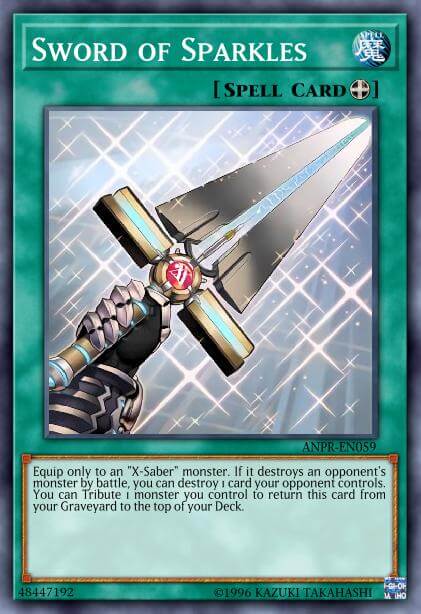 Sword of Sparkles
[Spell Card]
ANPR-EN059
Equip only to an "X-Saber" monster. If it destroys an opponent's
monster by battle, you can destroy 1 card your opponent controls.
You can Tribute 1 monster you control to return this card from
your Graveyard to the top of your Deck.
48447192
©1996 KAZUKI TAKAHASHI